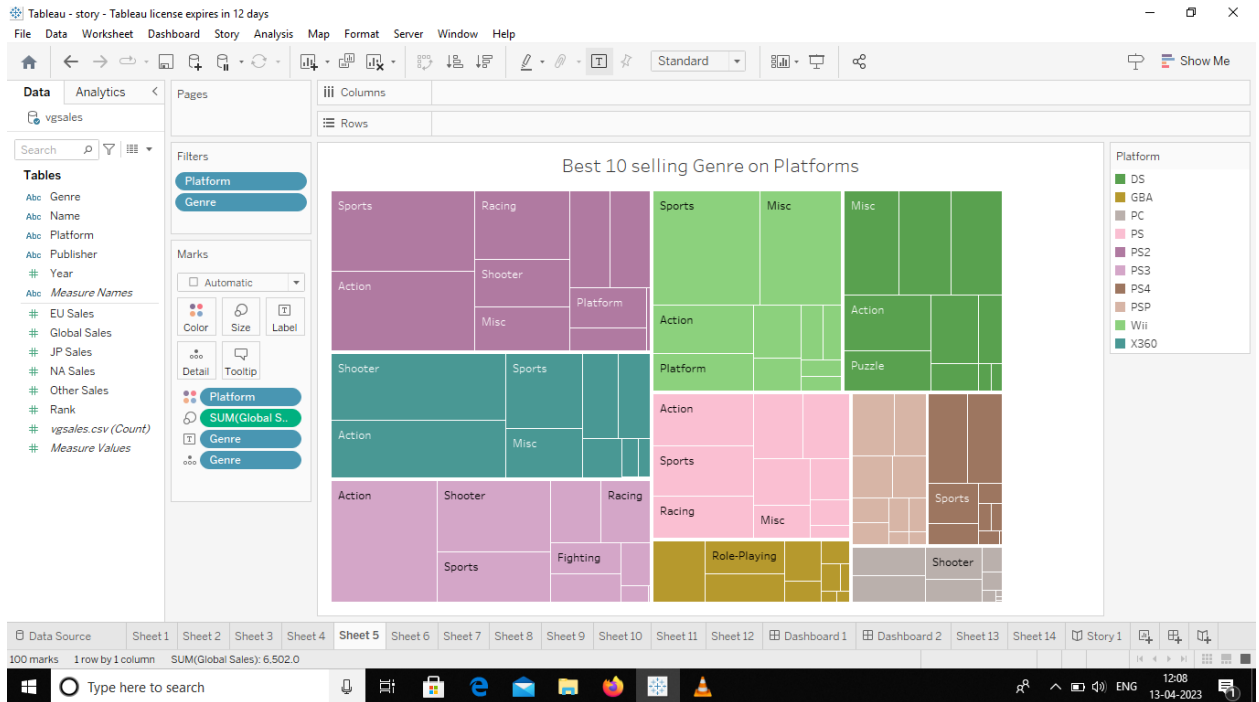 Tableau - story - Tableau license expires in 12 days
File Data Worksheet Dashboard Story Analysis Map Format Server Window Help
Standard
Show Me
Data Analytics
vgsales
Search
Tables
Abc Genre
Abc Name
Abc Platform
Abc Publisher
# Year
Abc Measure Names
# EU Sales
# Global Sales
# JP Sales
# NA Sales
# Other Sales
# Rank
# vgsales.csv (Count)
# Measure Values
Pages
Filters
Platform
Genre
Marks
Automatic
Color Size Label
Detail Tooltip
Platform
SUM(Global S..
Genre
Genre
Columns
Rows
Best 10 selling Genre on Platforms
Sports
Racing
Action
Shooter
Misc
Platform
Shooter
Sports
Action
Misc
Action
Shooter
Racing
Sports
Fighting
Sports
Misc
Action
Platform
Misc
Action
Puzzle
Action
Sports
Racing
Misc
Role-Playing
Sports
Shooter
Platform
DS
GBA
PC
PS
PS2
PS3
PS4
PSP
Wii
X360
Data Source Sheet 1 Sheet 2 Sheet 3 Sheet 4 Sheet 5 Sheet 6 Sheet 7 Sheet 8 Sheet 9 Sheet 10 Sheet 11 Sheet 12 Dashboard 1 Dashboard 2 Sheet 13 Sheet 14 Story 1
100 marks 1 row by 1 column SUM(Global Sales): 6,502.0
Type here to search
ENG
12:08
13-04-2023
1